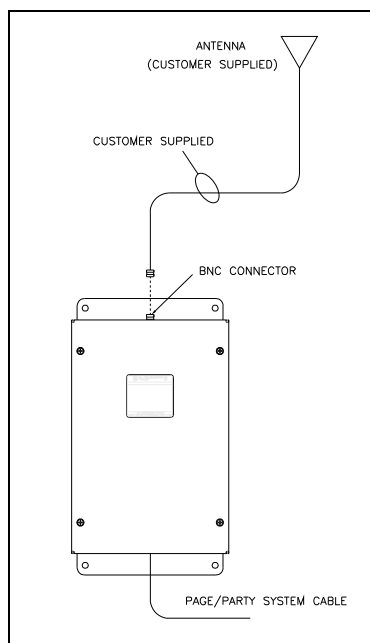 ANTENNA
(CUSTOMER SUPPLIED)
CUSTOMER SUPPLIED
BNC CONNECTOR
PAGE/PARTY SYSTEM CABLE